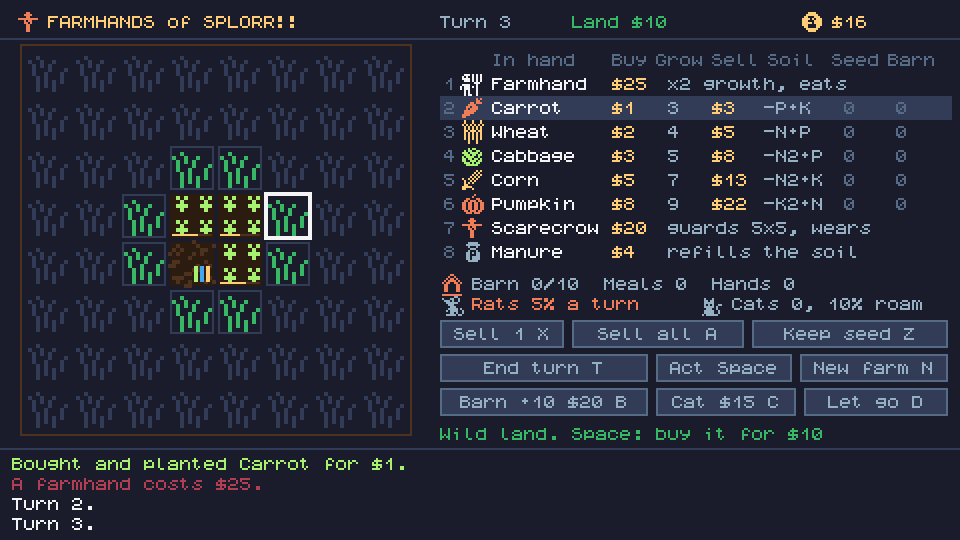 FARMHANDS of SPLORR!! Turn 3 Land $10 $16
In hand Buy Grow Sell Soil Seed Barn
1 Farmhand $25 x2 growth, eats
2 Carrot $1 3 $3 -P+K 0 0
3 Wheat $2 4 $5 -N+P 0 0
4 Cabbage $3 5 $8 -N2+P 0 0
5 Corn $5 7 $13 -N2+K 0 0
6 Pumpkin $8 9 $22 -K2+N 0 0
7 Scarecrow $20 guards 5x5, wears
8 Manure $4 refills the soil
Barn 0/10 Meals 0 Hands 0
Rats 5% a turn Cats 0, 10% roam
Sell 1 X Sell all A Keep seed Z
End turn T Act Space New farm N
Barn +10 $20 B Cat $15 C Let go D
Wild land. Space: buy it for $10
Bought and planted Carrot for $1.
A farmhand costs $25.
Turn 2.
Turn 3.